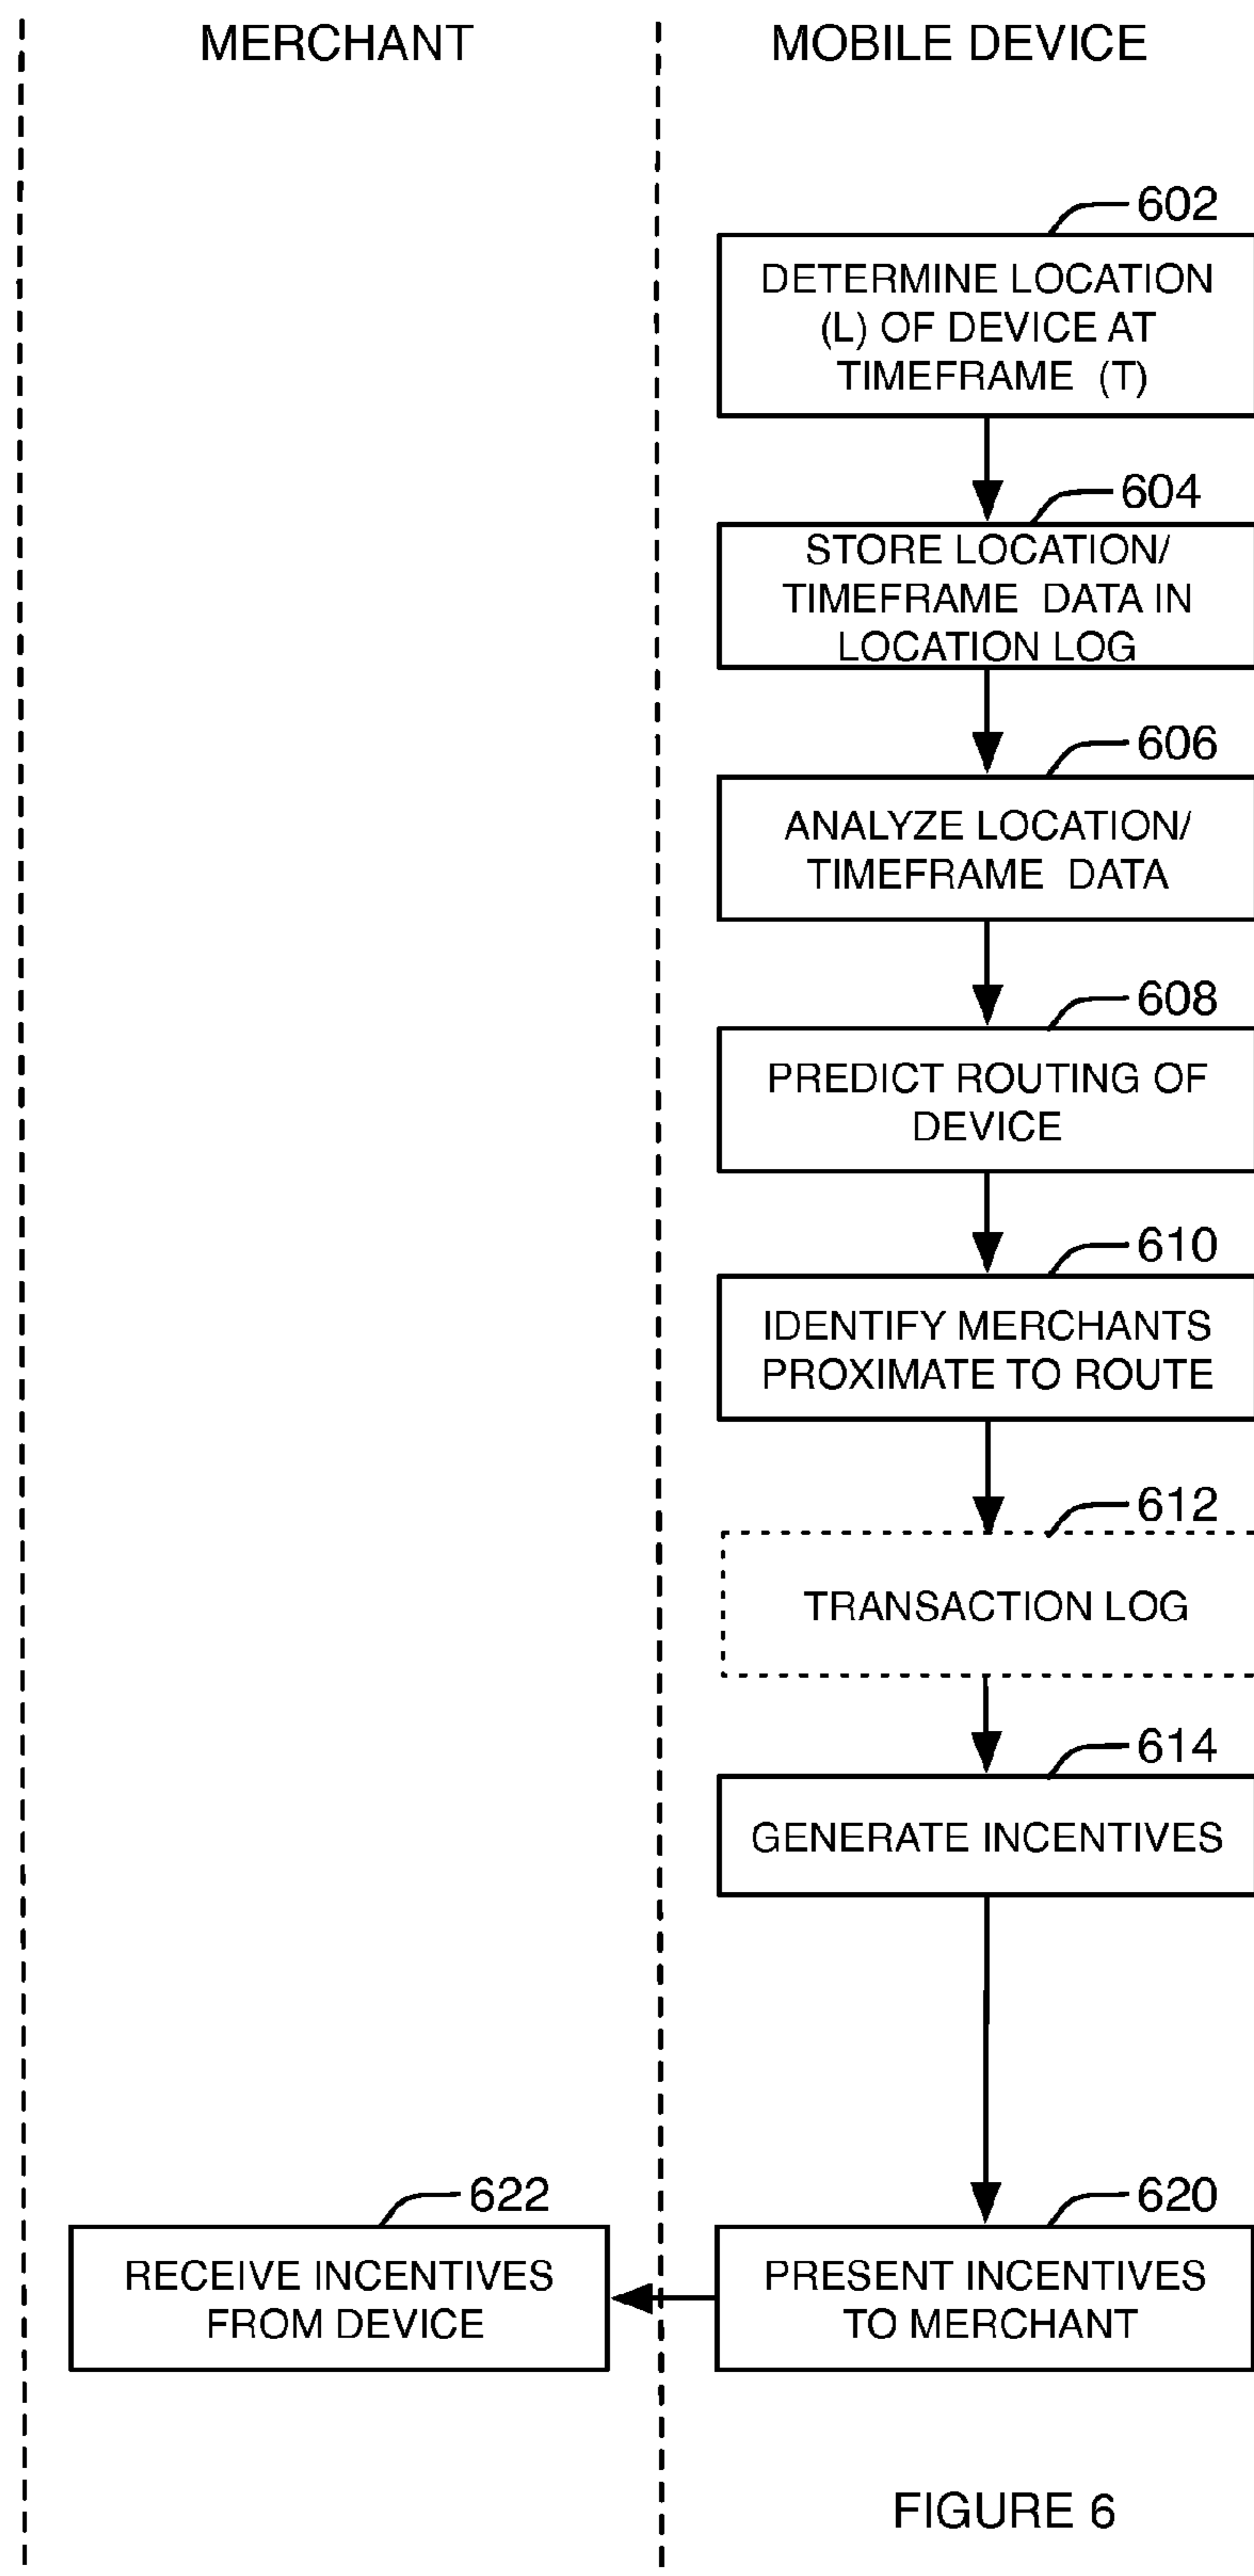 MERCHANT
MOBILE DEVICE
602
DETERMINE LOCATION
(L) OF DEVICE AT
TIMEFRAME (T)
604
STORE LOCATION/
TIMEFRAME DATA IN
LOCATION LOG
606
ANALYZE LOCATION/
TIMEFRAME DATA
608
PREDICT ROUTING OF
DEVICE
610
IDENTIFY MERCHANTS
PROXIMATE TO ROUTE
612
TRANSACTION LOG
614
GENERATE INCENTIVES
622
RECEIVE INCENTIVES
FROM DEVICE
620
PRESENT INCENTIVES
TO MERCHANT
FIGURE 6